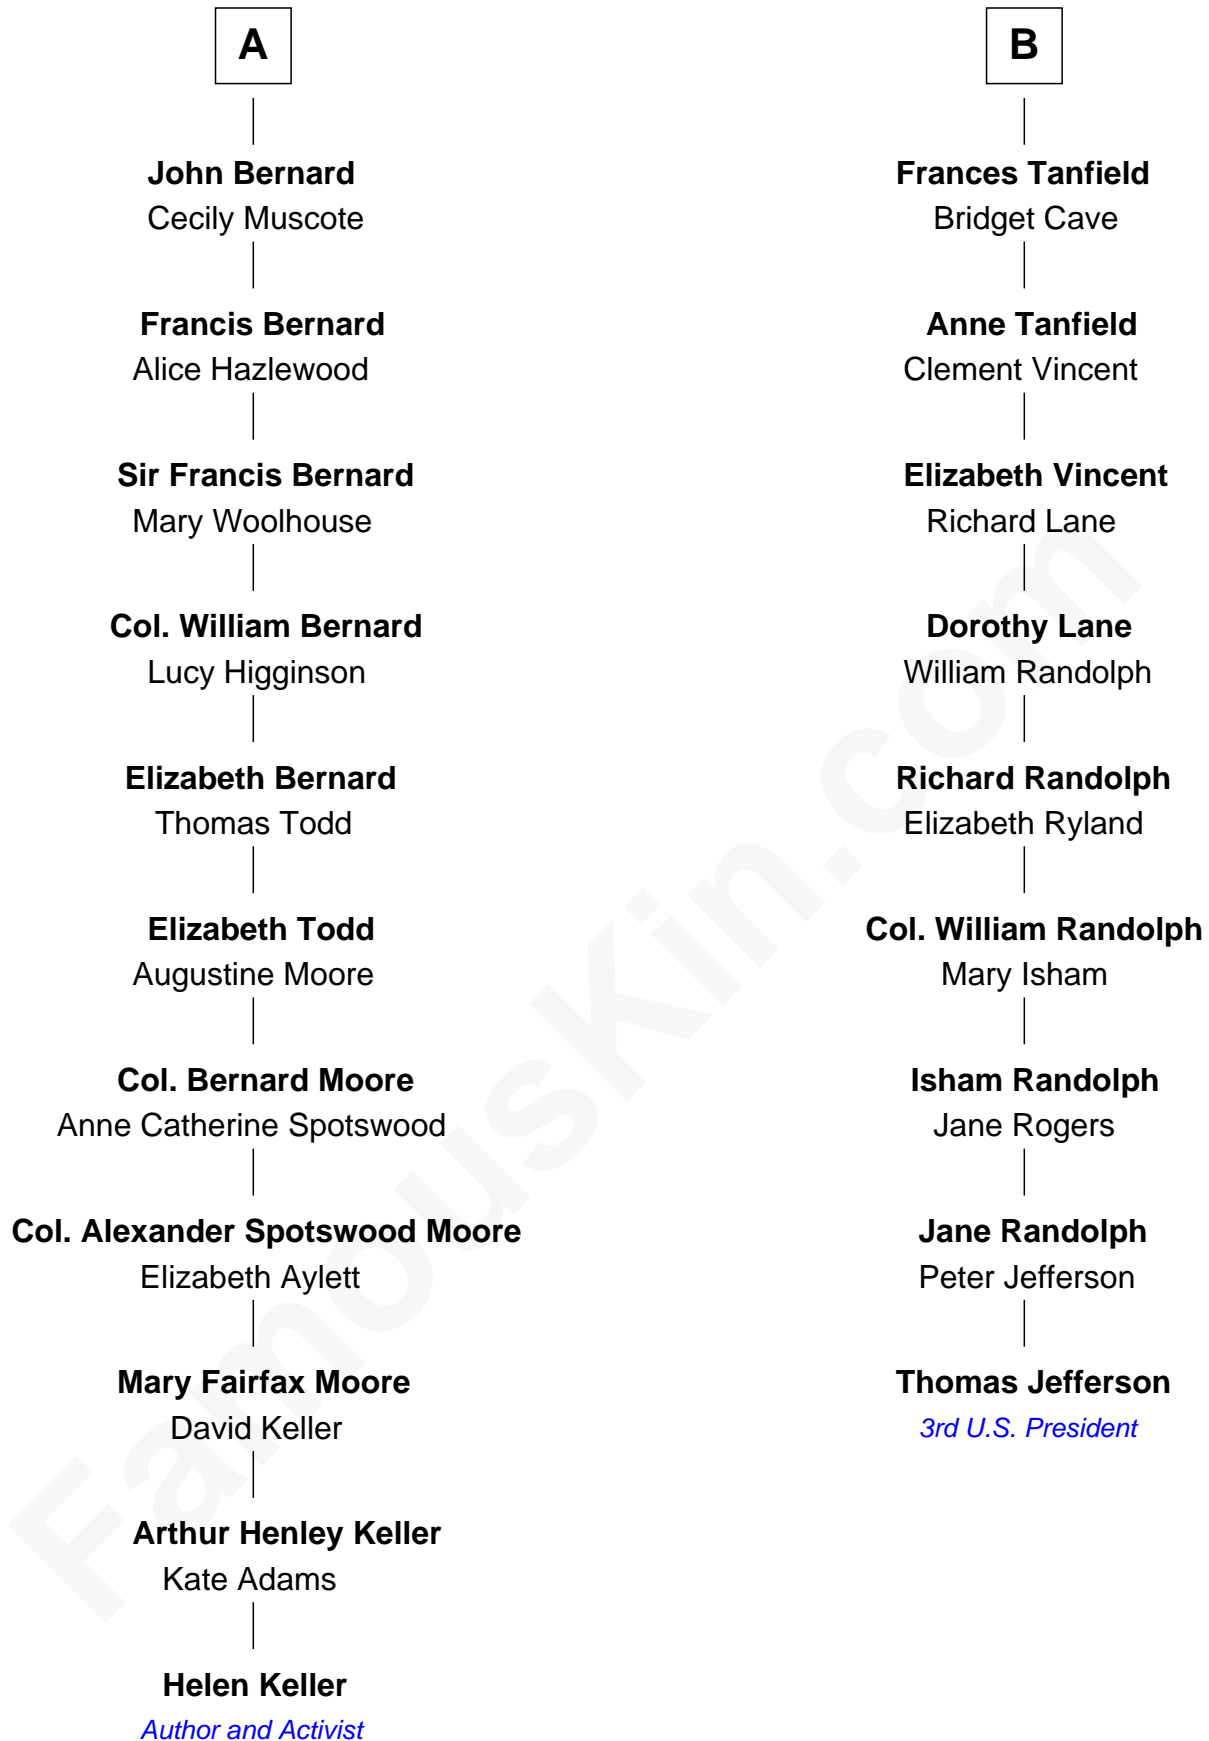 A
John Bernard
Cecily Muscote
Francis Bernard
Alice Hazlewood
Sir Francis Bernard
Mary Woolhouse
Col. William Bernard
Lucy Higginson
Elizabeth Bernard
Thomas Todd
Elizabeth Todd
Augustine Moore
Col. Bernard Moore
Anne Catherine Spotswood
Col. Alexander Spotswood Moore
Elizabeth Aylett
Mary Fairfax Moore
David Keller
Arthur Henley Keller
Kate Adams
Helen Keller
Author and Activist
B
Frances Tanfield
Bridget Cave
Anne Tanfield
Clement Vincent
Elizabeth Vincent
Richard Lane
Dorothy Lane
William Randolph
Richard Randolph
Elizabeth Ryland
Col. William Randolph
Mary Isham
Isham Randolph
Jane Rogers
Jane Randolph
Peter Jefferson
Thomas Jefferson
3rd U.S. President
FamousKin.com